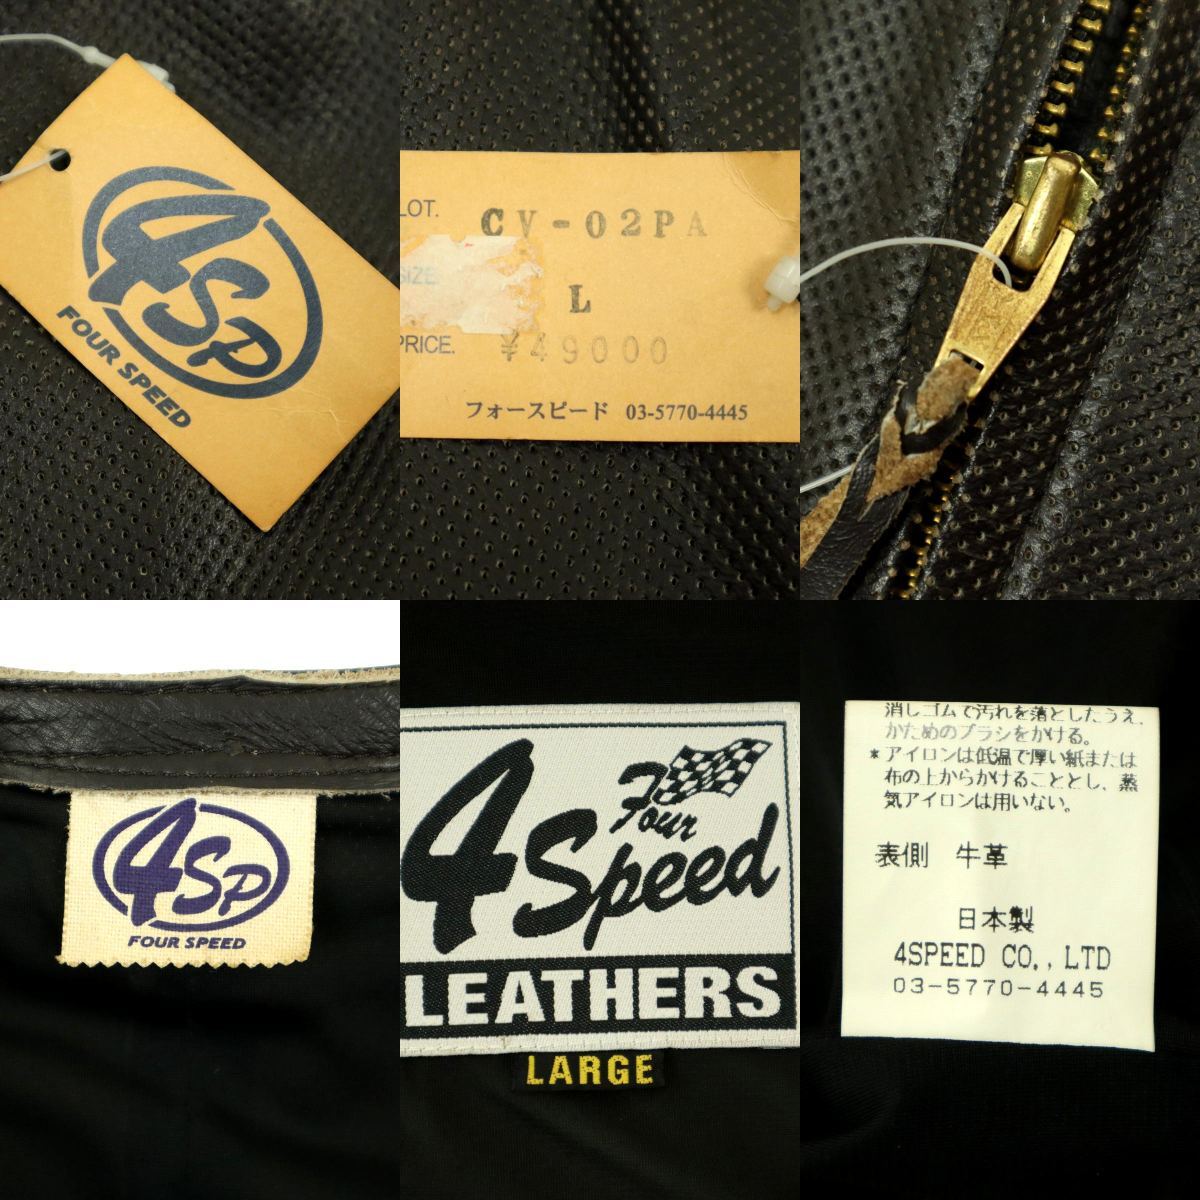 4SP
FOUR SPEED
LOT. CV-02PA
SIZE L
PRICE. ¥49000
フォースピード 03-5770-4445
4SP
FOUR SPEED
4 Four Speed
LEATHERS
LARGE
消しゴムで汚れを落としたうえ、
かためのブラシをかける。
* アイロンは低温で厚い紙または
布の上からかけることとし、蒸
気アイロンは用いない。
表側 牛革
日本製
4SPEED CO., LTD
03-5770-4445